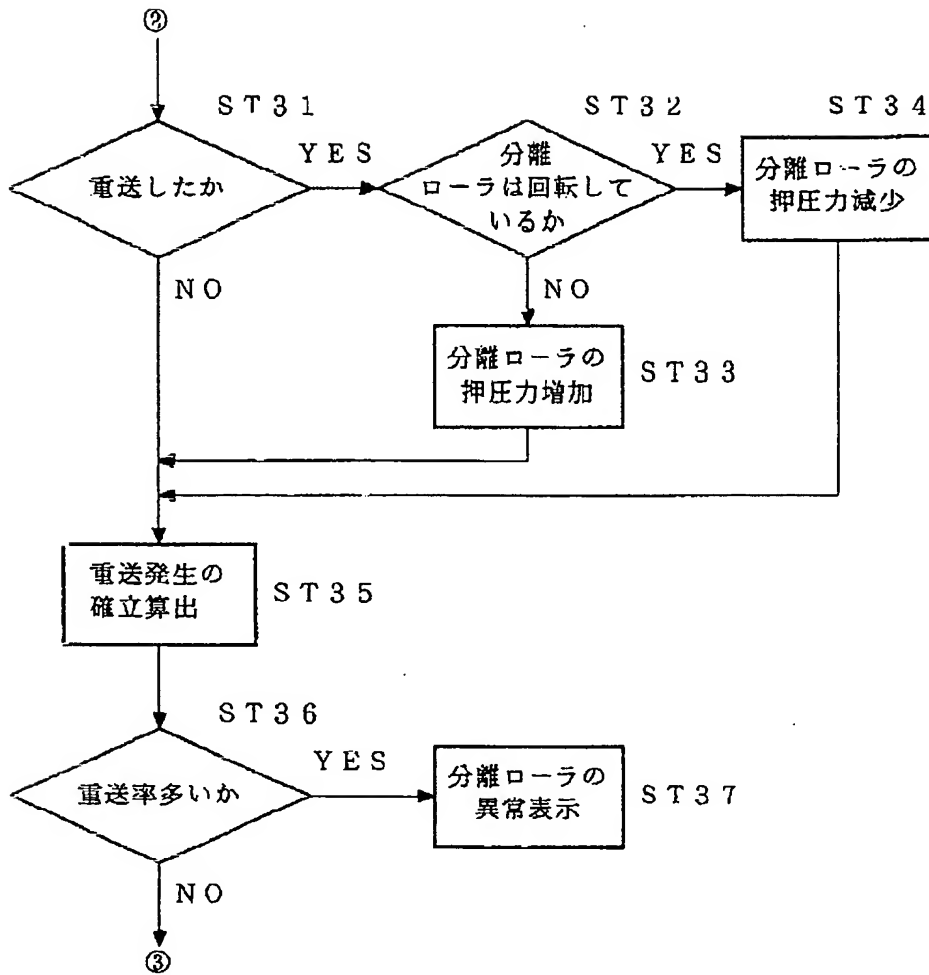 ②
ST31
重送したか
YES
NO
ST32
分離
ローラは回転して
いるか
YES
NO
ST34
分離ローラの
押圧力減少
分離ローラの
押圧力増加
ST33
重送発生の
確立算出
ST35
ST36
重送率多いか
YES
NO
分離ローラの
異常表示
ST37
③